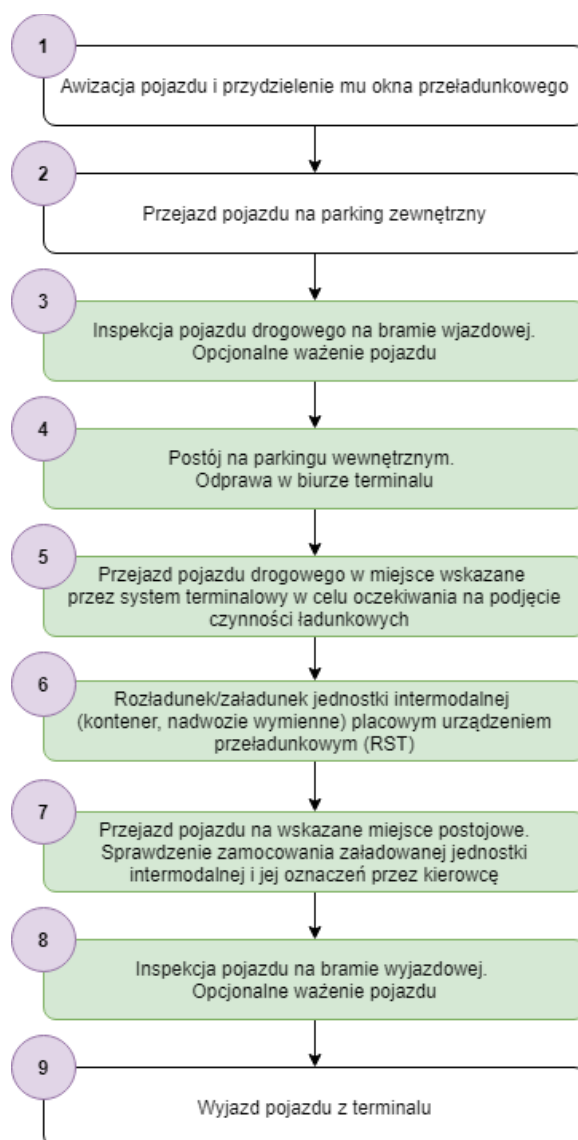 1
Awizacja pojazdu i przydzielenie mu okna przeładunkowego
2
Przejazd pojazdu na parking zewnętrzny
3
Inspekcja pojazdu drogowego na bramie wjazdowej.
Opcjonalne ważenie pojazdu
4
Postój na parkingu wewnętrznym.
Odprawa w biurze terminalu
5
Przejazd pojazdu drogowego w miejsce wskazane
przez system terminalowy w celu oczekiwania na podjęcie
czynności ładunkowych
6
Rozładunek/załadunek jednostki intermodalnej
(kontener, nadwozie wymienne) placowym urządzeniem
przeładunkowym (RST)
7
Przejazd pojazdu na wskazane miejsce postojowe.
Sprawdzenie zamocowania załadowanej jednostki
intermodalnej i jej oznaczeń przez kierowcę
8
Inspekcja pojazdu na bramie wyjazdowej.
Opcjonalne ważenie pojazdu
9
Wyjazd pojazdu z terminalu